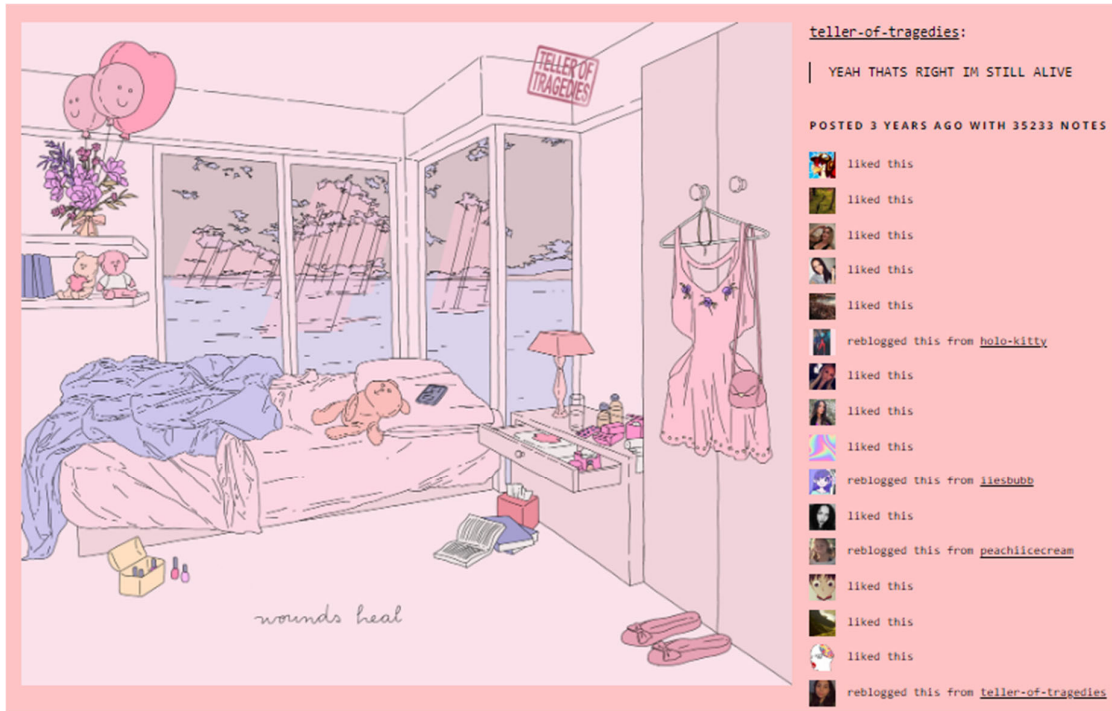 TELLER OF
TRAGEDIES
wounds heal
teller-of-tragedies:
YEAH THATS RIGHT IM STILL ALIVE
POSTED 3 YEARS AGO WITH 35233 NOTES
liked this
liked this
liked this
liked this
liked this
reblogged this from holo-kitty
liked this
liked this
liked this
reblogged this from iiesbubb
liked this
reblogged this from peachiicecream
liked this
liked this
liked this
reblogged this from teller-of-tragedies